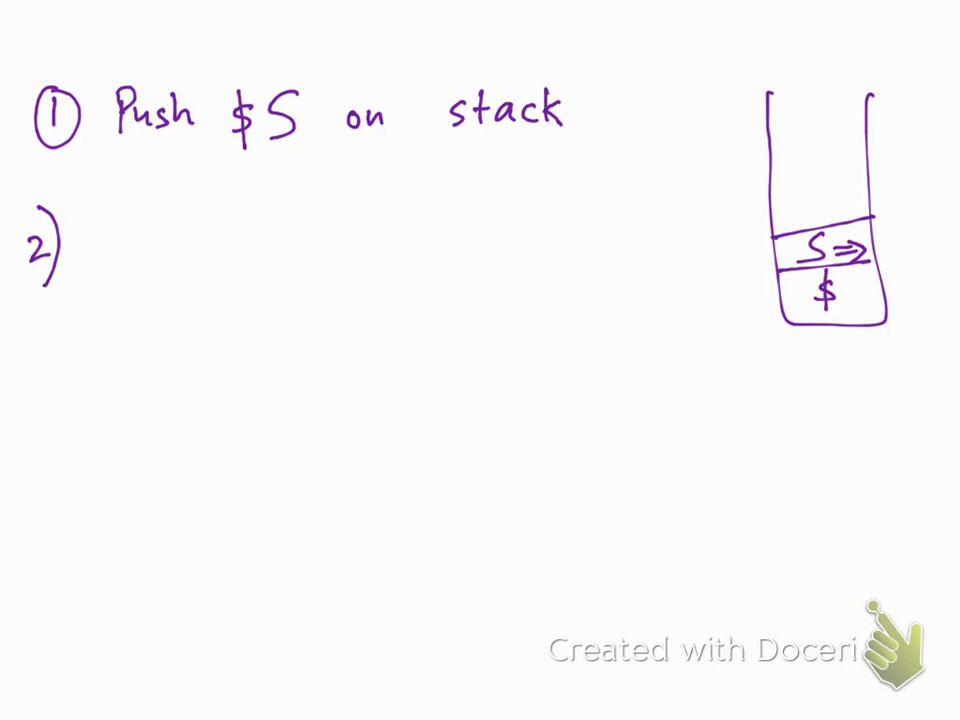 ① Push $S on stack
2)
S ⇒
$
Created with Doceri